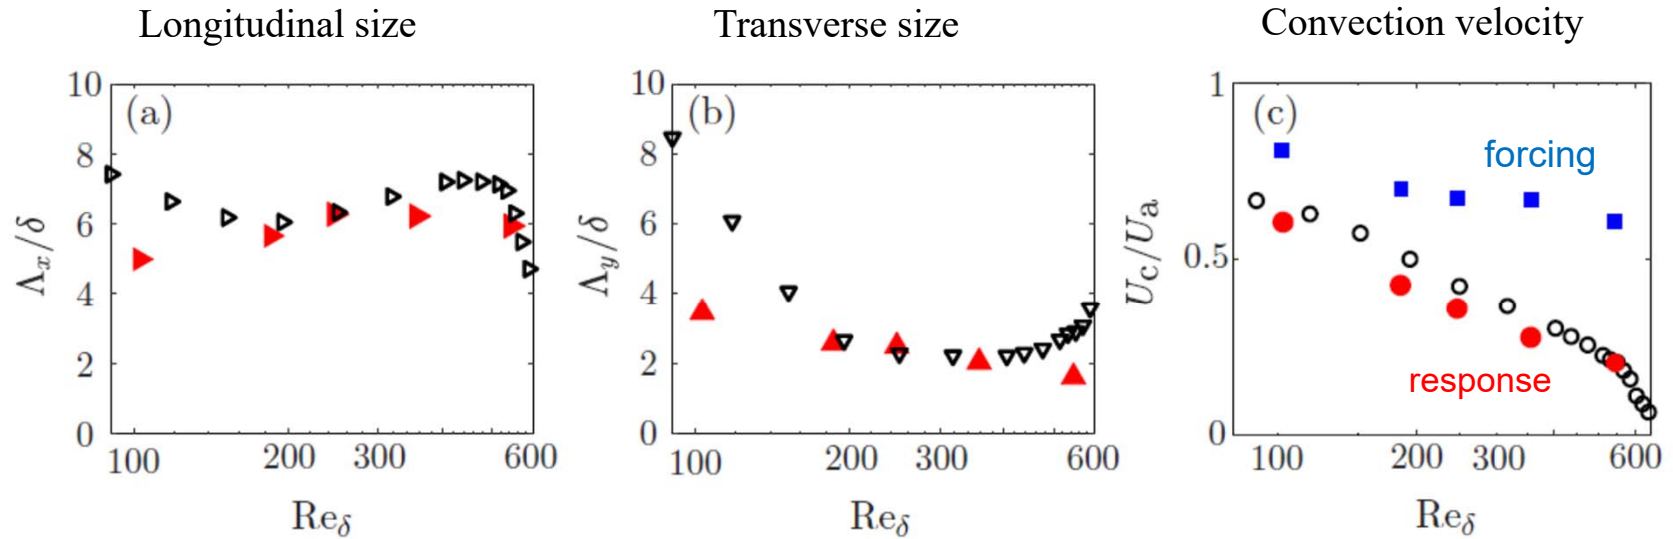 Longitudinal size
Transverse size
Convection velocity
(a)
10
8
6
4
2
0
Λx/δ
100 200 300 600
Reδ
(b)
10
8
6
4
2
0
Λy/δ
100 200 300 600
Reδ
(c)
1
0.5
0
Uc/Ua
forcing
response
100 200 300 600
Reδ